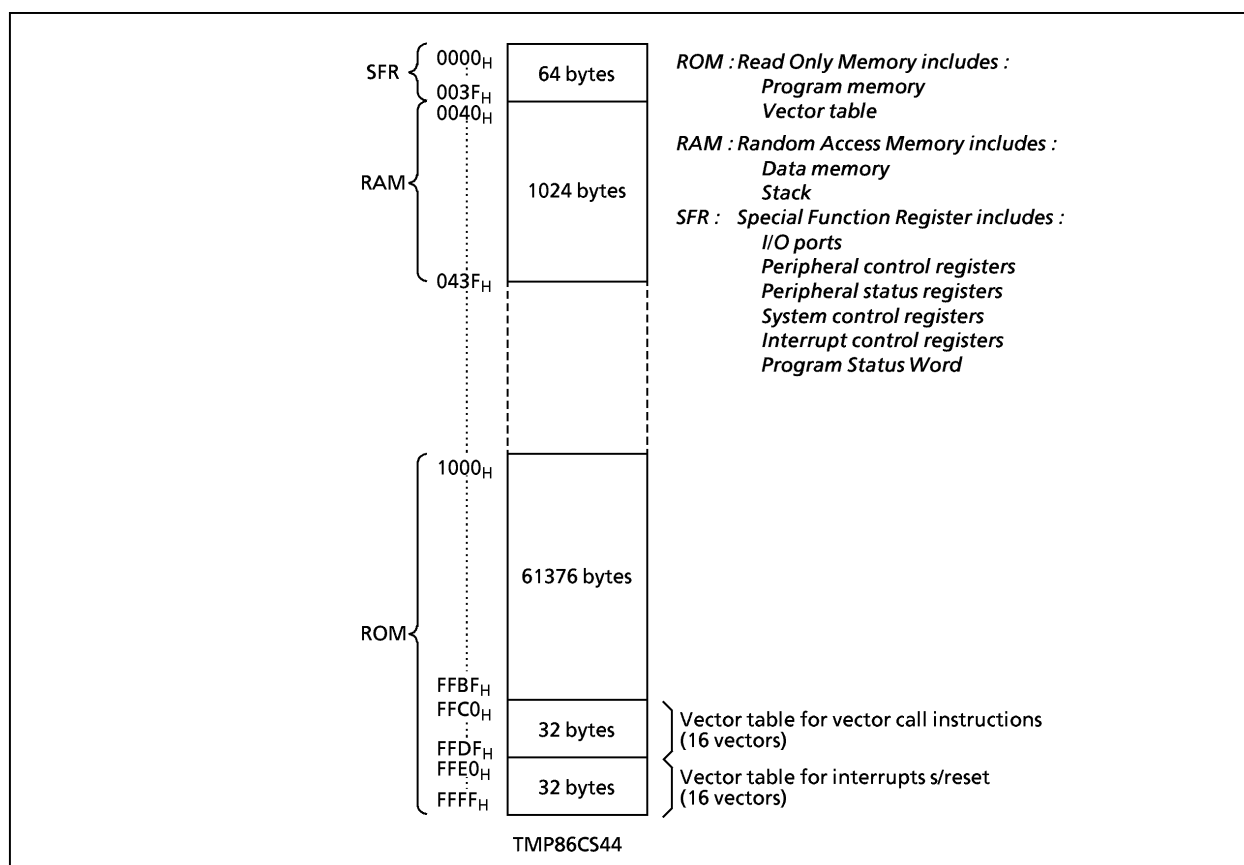 SFR
0000H
003FH
64 bytes
RAM
0040H
043FH
1024 bytes
ROM
1000H
FFBFH
61376 bytes
FFC0H
FFDFH
32 bytes
Vector table for vector call instructions
(16 vectors)
FFE0H
FFFFH
32 bytes
Vector table for interrupts s/reset
(16 vectors)
TMP86CS44
ROM : Read Only Memory includes :
Program memory
Vector table
RAM : Random Access Memory includes :
Data memory
Stack
SFR : Special Function Register includes :
I/O ports
Peripheral control registers
Peripheral status registers
System control registers
Interrupt control registers
Program Status Word